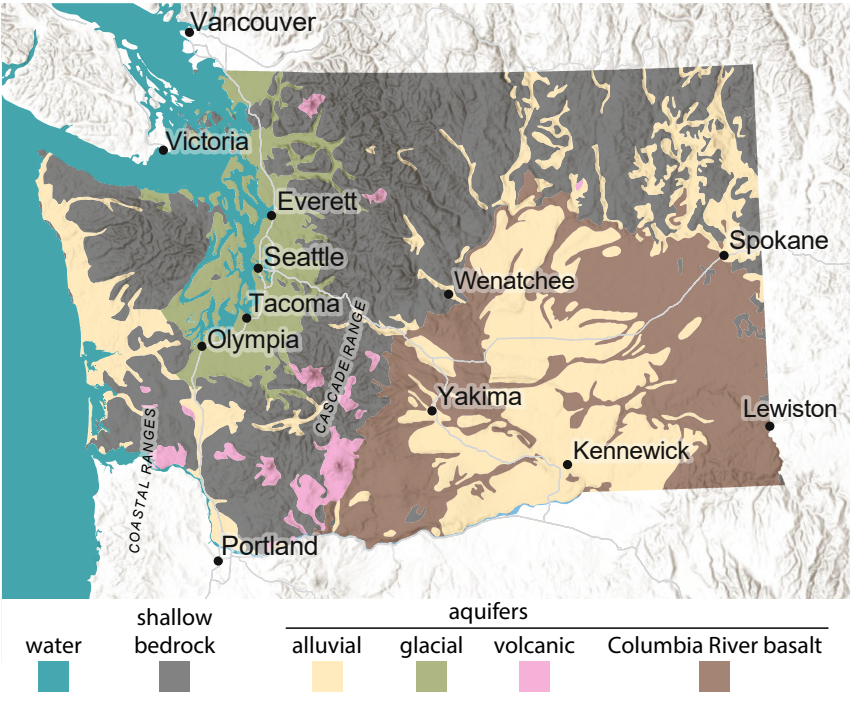 Vancouver
Victoria
Everett
Seattle
Spokane
Wenatchee
Tacoma
Olympia
CASCADE RANGE
Yakima
Lewiston
COASTAL RANGES
Kennewick
Portland
aquifers
shallow
water
bedrock
alluvial
glacial
volcanic
Columbia River basalt